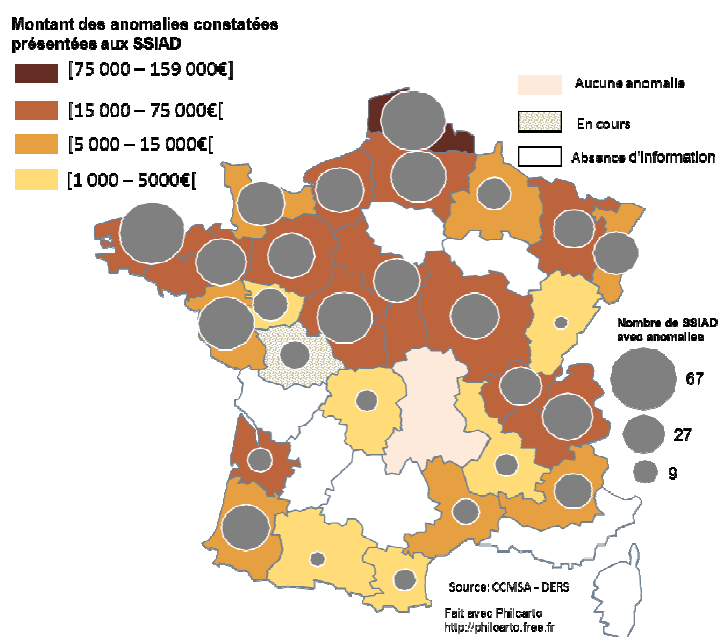 Montant des anomalies constatées
présentées aux SSIAD
[75 000 – 159 000€]
[15 000 – 75 000€[
[5 000 – 15 000€[
[1 000 – 5000€[
Aucune anomalie
En cours
Absence d'information
Nombre de SSIAD
avec anomalies
67
27
9
Source: CCMSA – DERS
Fait avec Philcarto
http://philcarto.free.fr